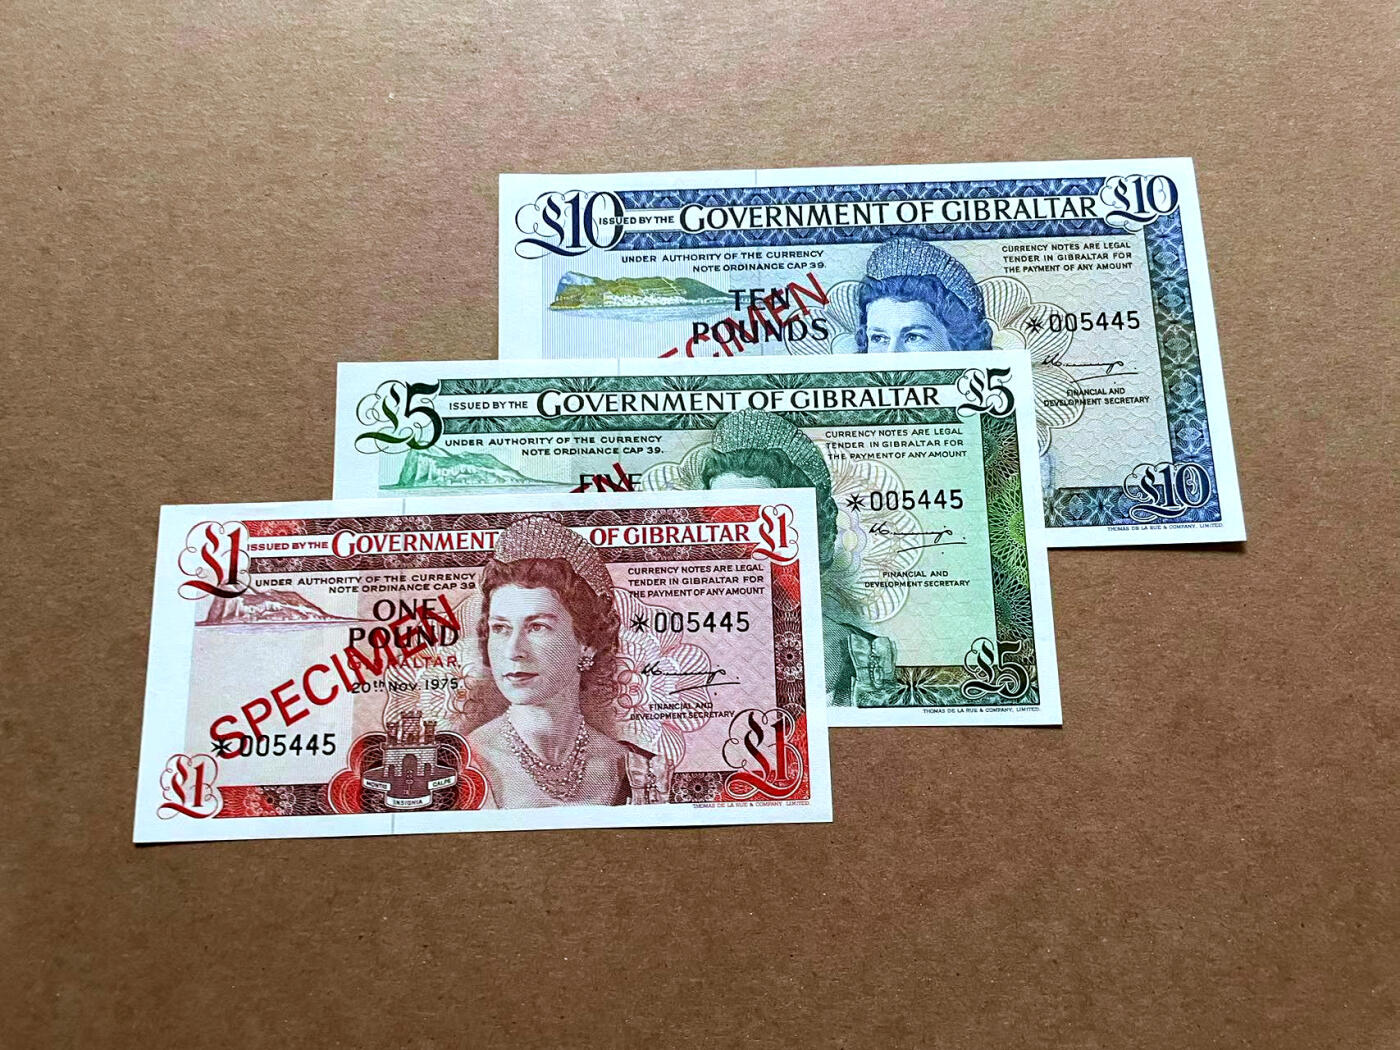 £10 ISSUED BY THE GOVERNMENT OF GIBRALTAR £10
UNDER AUTHORITY OF THE CURRENCY
NOTE ORDINANCE CAP 39.
CURRENCY NOTES ARE LEGAL
TENDER IN GIBRALTAR FOR
THE PAYMENT OF ANY AMOUNT
TEN
POUNDS
SPECIMEN
*005445
FINANCIAL AND
DEVELOPMENT SECRETARY
£10
THOMAS DE LA RUE & COMPANY, LIMITED.
£5 ISSUED BY THE GOVERNMENT OF GIBRALTAR £5
UNDER AUTHORITY OF THE CURRENCY
NOTE ORDINANCE CAP 39.
CURRENCY NOTES ARE LEGAL
TENDER IN GIBRALTAR FOR
THE PAYMENT OF ANY AMOUNT
FIVE
*005445
FINANCIAL AND
DEVELOPMENT SECRETARY
£5
THOMAS DE LA RUE & COMPANY, LIMITED.
£1 ISSUED BY THE GOVERNMENT OF GIBRALTAR £1
UNDER AUTHORITY OF THE CURRENCY
NOTE ORDINANCE CAP 39
CURRENCY NOTES ARE LEGAL
TENDER IN GIBRALTAR FOR
THE PAYMENT OF ANY AMOUNT
ONE
POUND
GIBRALTAR,
20th Nov. 1975.
SPECIMEN
*005445
*005445
FINANCIAL AND
DEVELOPMENT SECRETARY
MONTIS CALPE
INSIGNIA
£1
£1
THOMAS DE LA RUE & COMPANY, LIMITED.